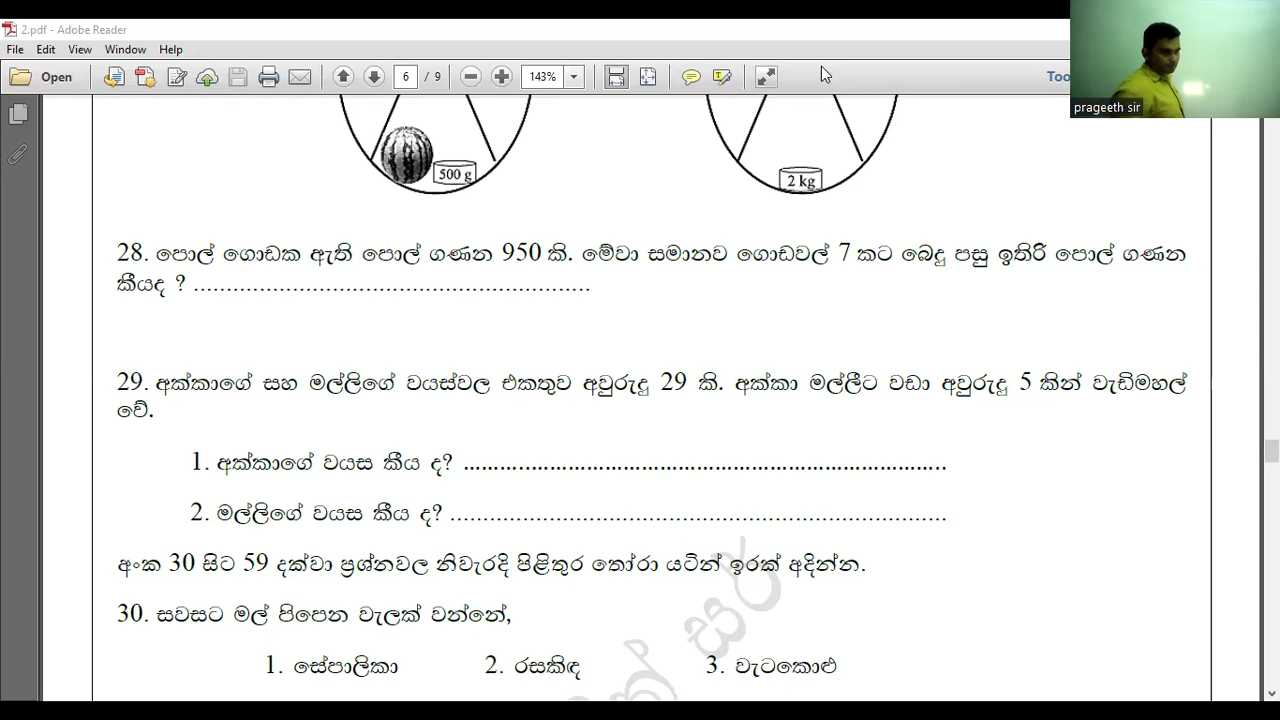 2.pdf - Adobe Reader
File Edit View Window Help
Open 6 / 9 143% Too
prageeth sir
500 g
2 kg
28. පොල් ගොඩක ඇති පොල් ගණන 950 කි. මේවා සමානව ගොඩවල් 7 කට බෙදු පසු ඉතිරි පොල් ගණන
කීයද ? ............................................................
29. අක්කාගේ සහ මල්ලිගේ වයස්වල එකතුව අවුරුදු 29 කි. අක්කා මල්ලීට වඩා අවුරුදු 5 කින් වැඩිමහල්
වේ.
1. අක්කාගේ වයස කීය ද? ............................................................................
2. මල්ලිගේ වයස කීය ද? ...........................................................................
අංක 30 සිට 59 දක්වා ප්‍රශ්නවල නිවැරදි පිළිතුර තෝරා යටින් ඉරක් අදින්න.
30. සවසට මල් පිපෙන වැලක් වන්නේ,
1. සේපාලිකා 2. රසකිඳ 3. වැටකොළු
සර්